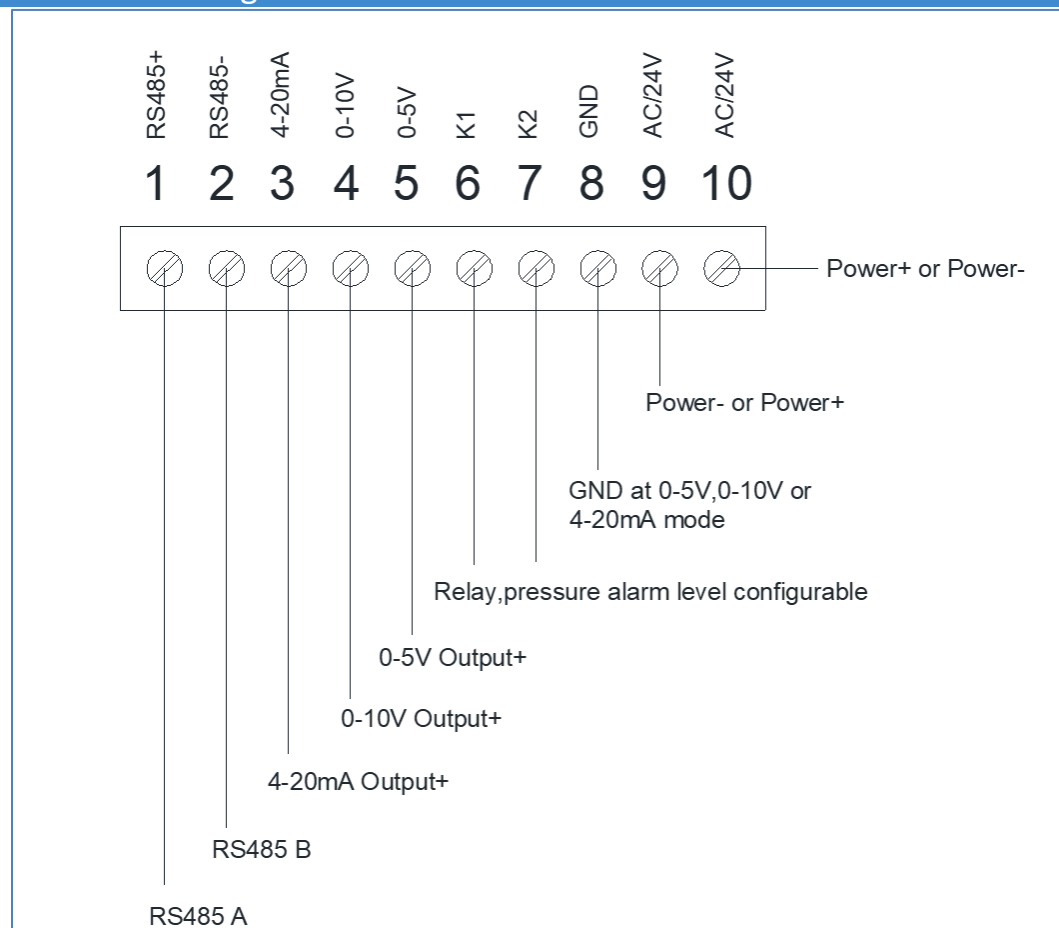 RS485+
RS485-
4-20mA
0-10V
0-5V
K1
K2
GND
AC/24V
AC/24V
1 2 3 4 5 6 7 8 9 10
Power+ or Power-
Power- or Power+
GND at 0-5V,0-10V or
4-20mA mode
Relay,pressure alarm level configurable
0-5V Output+
0-10V Output+
4-20mA Output+
RS485 B
RS485 A